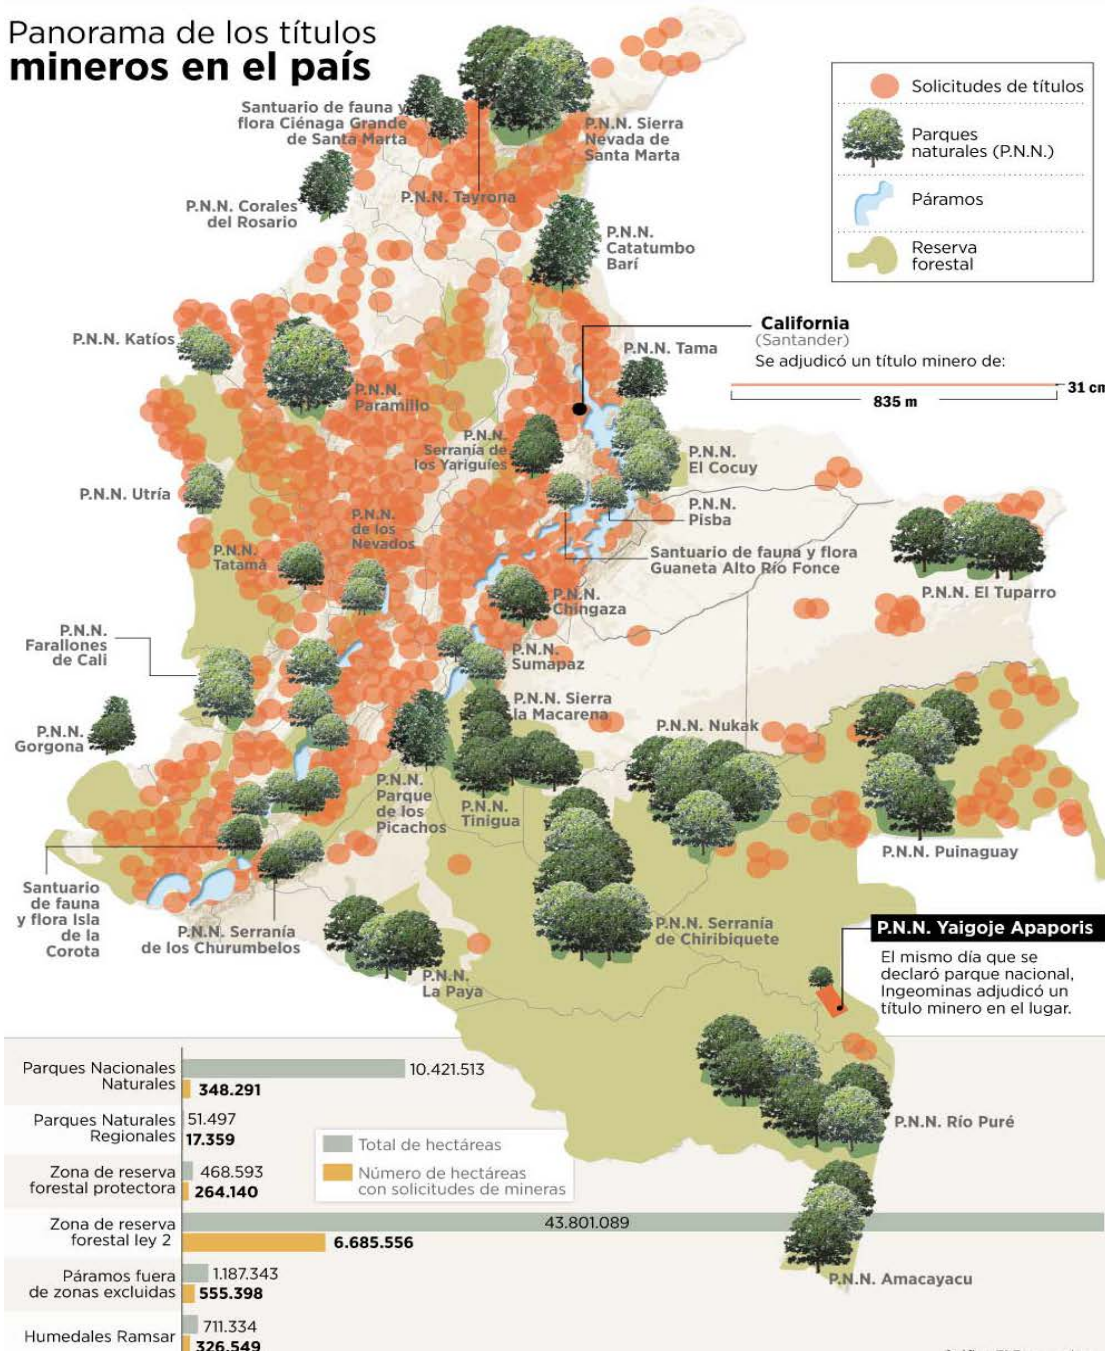 Panorama de los títulos
mineros en el país
Solicitudes de títulos
Parques
naturales (P.N.N.)
Páramos
Reserva
forestal
Santuario de fauna y
flora Ciénaga Grande
de Santa Marta
P.N.N. Sierra
Nevada de
Santa Marta
P.N.N. Tayrona
P.N.N. Corales
del Rosario
P.N.N.
Catatumbo
Barí
P.N.N. Katíos
California
(Santander)
Se adjudicó un título minero de:
31 cm
835 m
P.N.N. Tama
P.N.N.
Paramillo
P.N.N.
Serranía de
los Yariguíes
P.N.N.
El Cocuy
P.N.N. Utría
P.N.N.
Pisba
P.N.N.
de los
Nevados
P.N.N.
Tatamá
Santuario de fauna y flora
Guaneta Alto Río Fonce
P.N.N. El Tuparro
P.N.N.
Chingaza
P.N.N.
Farallones
de Cali
P.N.N.
Sumapaz
P.N.N. Sierra
la Macarena
P.N.N.
Gorgona
P.N.N. Nukak
P.N.N.
Parque
de los
Picachos
P.N.N.
Tinigua
P.N.N. Puinaguay
Santuario
de fauna
y flora Isla
de la
Corota
P.N.N. Serranía
de los Churumbelos
P.N.N. Serranía
de Chiribiquete
P.N.N.
La Paya
P.N.N. Yaigoje Apaporis
El mismo día que se
declaró parque nacional,
Ingeominas adjudicó un
título minero en el lugar.
P.N.N. Río Puré
P.N.N. Amacayacu
Parques Nacionales
Naturales
10.421.513
348.291
Parques Naturales
Regionales
51.497
17.359
Zona de reserva
forestal protectora
468.593
264.140
Zona de reserva
forestal ley 2
43.801.089
6.685.556
Páramos fuera
de zonas excluidas
1.187.343
555.398
Humedales Ramsar
711.334
326.549
Total de hectáreas
Número de hectáreas
con solicitudes de mineras